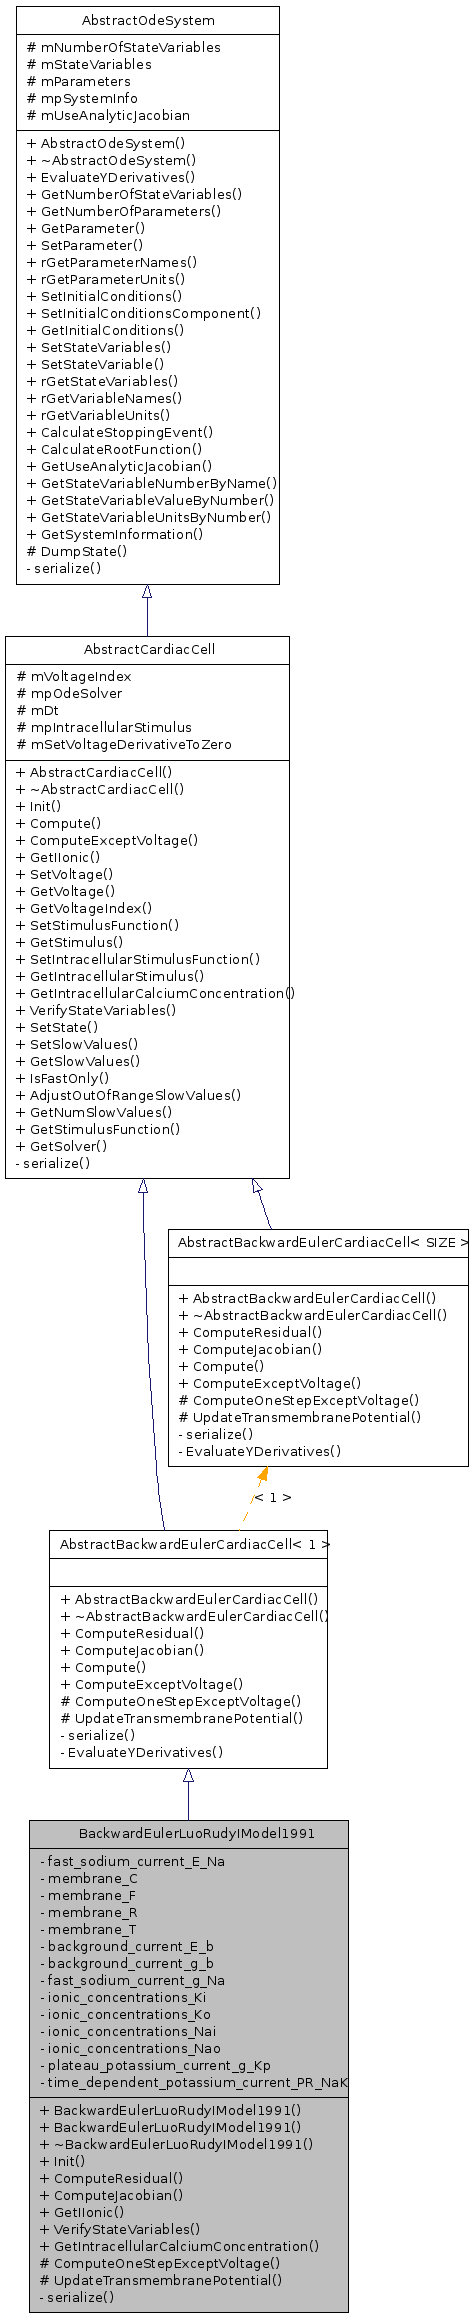 AbstractOdeSystem
# mNumberOfStateVariables
# mStateVariables
# mParameters
# mpSystemInfo
# mUseAnalyticJacobian
+ AbstractOdeSystem()
+ ~AbstractOdeSystem()
+ EvaluateYDerivatives()
+ GetNumberOfStateVariables()
+ GetNumberOfParameters()
+ GetParameter()
+ SetParameter()
+ rGetParameterNames()
+ rGetParameterUnits()
+ SetInitialConditions()
+ SetInitialConditionsComponent()
+ GetInitialConditions()
+ SetStateVariables()
+ SetStateVariable()
+ rGetStateVariables()
+ rGetVariableNames()
+ rGetVariableUnits()
+ CalculateStoppingEvent()
+ CalculateRootFunction()
+ GetUseAnalyticJacobian()
+ GetStateVariableNumberByName()
+ GetStateVariableValueByNumber()
+ GetStateVariableUnitsByNumber()
+ GetSystemInformation()
# DumpState()
- serialize()
AbstractCardiacCell
# mVoltageIndex
# mpOdeSolver
# mDt
# mpIntracellularStimulus
# mSetVoltageDerivativeToZero
+ AbstractCardiacCell()
+ ~AbstractCardiacCell()
+ Init()
+ Compute()
+ ComputeExceptVoltage()
+ GetIIonic()
+ SetVoltage()
+ GetVoltage()
+ GetVoltageIndex()
+ SetStimulusFunction()
+ GetStimulus()
+ SetIntracellularStimulusFunction()
+ GetIntracellularStimulus()
+ GetIntracellularCalciumConcentration()
+ VerifyStateVariables()
+ SetState()
+ SetSlowValues()
+ GetSlowValues()
+ IsFastOnly()
+ AdjustOutOfRangeSlowValues()
+ GetNumSlowValues()
+ GetStimulusFunction()
+ GetSolver()
- serialize()
AbstractBackwardEulerCardiacCell< SIZE >
+ AbstractBackwardEulerCardiacCell()
+ ~AbstractBackwardEulerCardiacCell()
+ ComputeResidual()
+ ComputeJacobian()
+ Compute()
+ ComputeExceptVoltage()
# ComputeOneStepExceptVoltage()
# UpdateTransmembranePotential()
- serialize()
- EvaluateYDerivatives()
< 1 >
AbstractBackwardEulerCardiacCell< 1 >
+ AbstractBackwardEulerCardiacCell()
+ ~AbstractBackwardEulerCardiacCell()
+ ComputeResidual()
+ ComputeJacobian()
+ Compute()
+ ComputeExceptVoltage()
# ComputeOneStepExceptVoltage()
# UpdateTransmembranePotential()
- serialize()
- EvaluateYDerivatives()
BackwardEulerLuoRudyIModel1991
- fast_sodium_current_E_Na
- membrane_C
- membrane_F
- membrane_R
- membrane_T
- background_current_E_b
- background_current_g_b
- fast_sodium_current_g_Na
- ionic_concentrations_Ki
- ionic_concentrations_Ko
- ionic_concentrations_Nai
- ionic_concentrations_Nao
- plateau_potassium_current_g_Kp
- time_dependent_potassium_current_PR_NaK
+ BackwardEulerLuoRudyIModel1991()
+ BackwardEulerLuoRudyIModel1991()
+ ~BackwardEulerLuoRudyIModel1991()
+ Init()
+ ComputeResidual()
+ ComputeJacobian()
+ GetIIonic()
+ VerifyStateVariables()
+ GetIntracellularCalciumConcentration()
# ComputeOneStepExceptVoltage()
# UpdateTransmembranePotential()
- serialize()